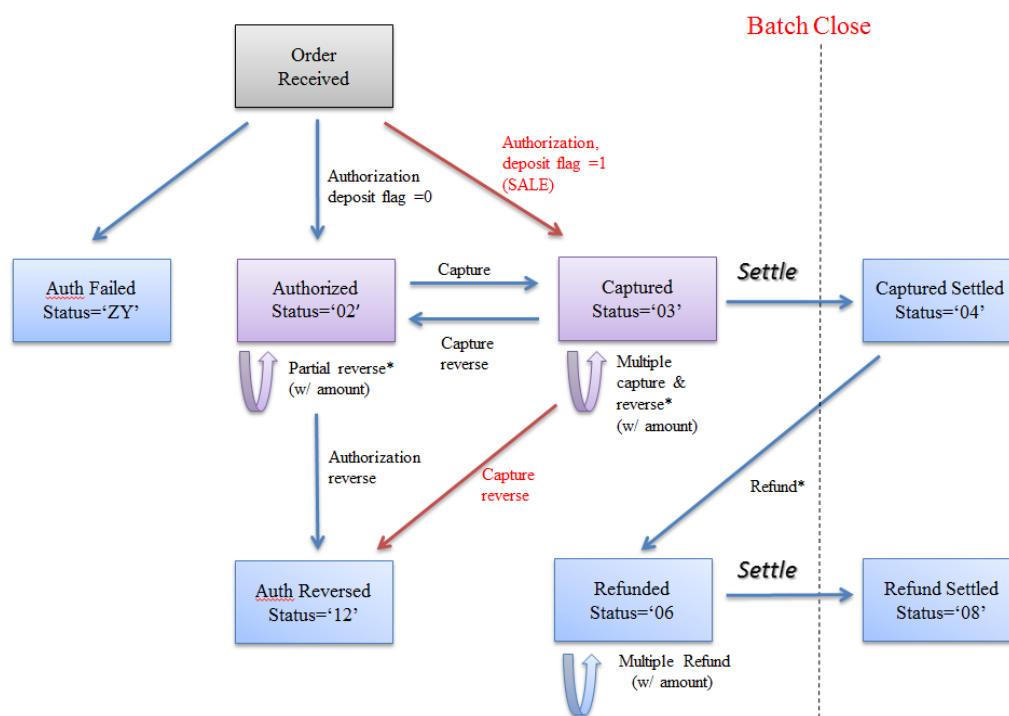 Batch Close
Order
Received
Authorization,
deposit flag =1
(SALE)
Authorization
deposit flag =0
Auth Failed
Status=‘ZY’
Authorized
Status=‘02′
Capture
Capture
reverse
Captured
Status=‘03’
Settle
Captured Settled
Status=‘04’
Partial reverse*
(w/ amount)
Multiple
capture &
reverse*
(w/ amount)
Authorization
reverse
Capture
reverse
Refund*
Auth Reversed
Status=‘12’
Refunded
Status=‘06
Settle
Refund Settled
Status=‘08’
Multiple Refund
(w/ amount)